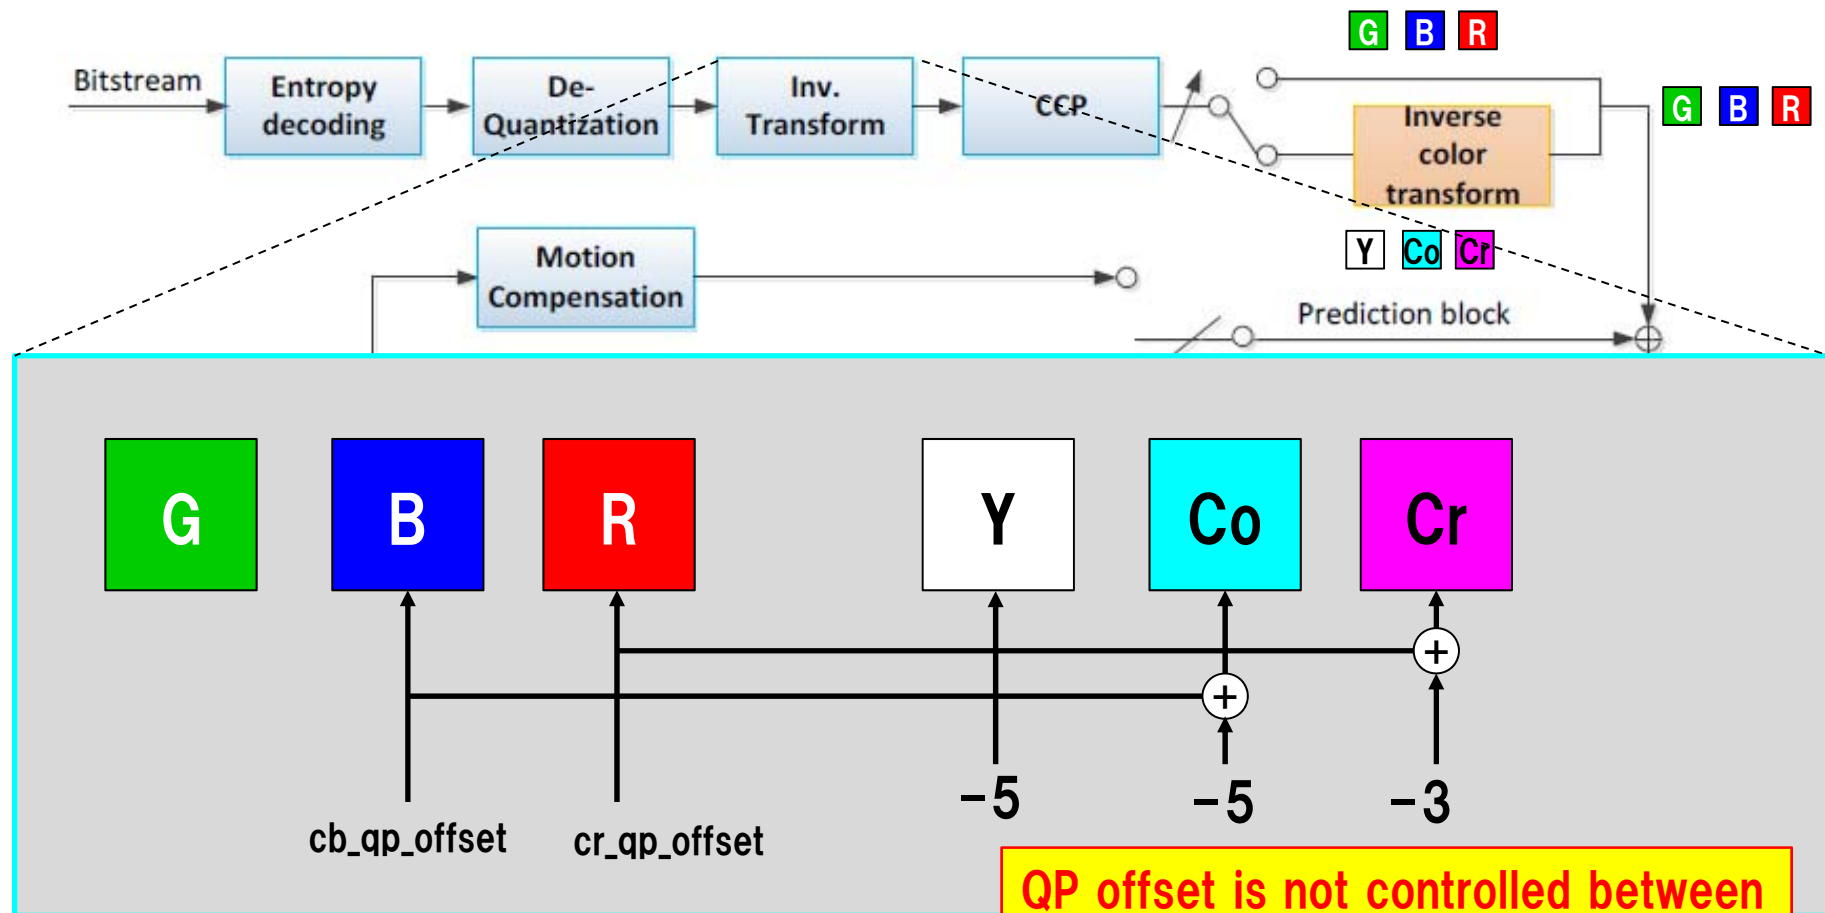 G B R
Bitstream
Entropy
decoding
De-
Quantization
Inv.
Transform
CCP
Inverse
color
transform
G B R
Y Co Cr
Motion
Compensation
Prediction block
G B R Y Co Cr
+
+
-5
-5
-3
cb_qp_offset
cr_qp_offset
QP offset is not controlled between